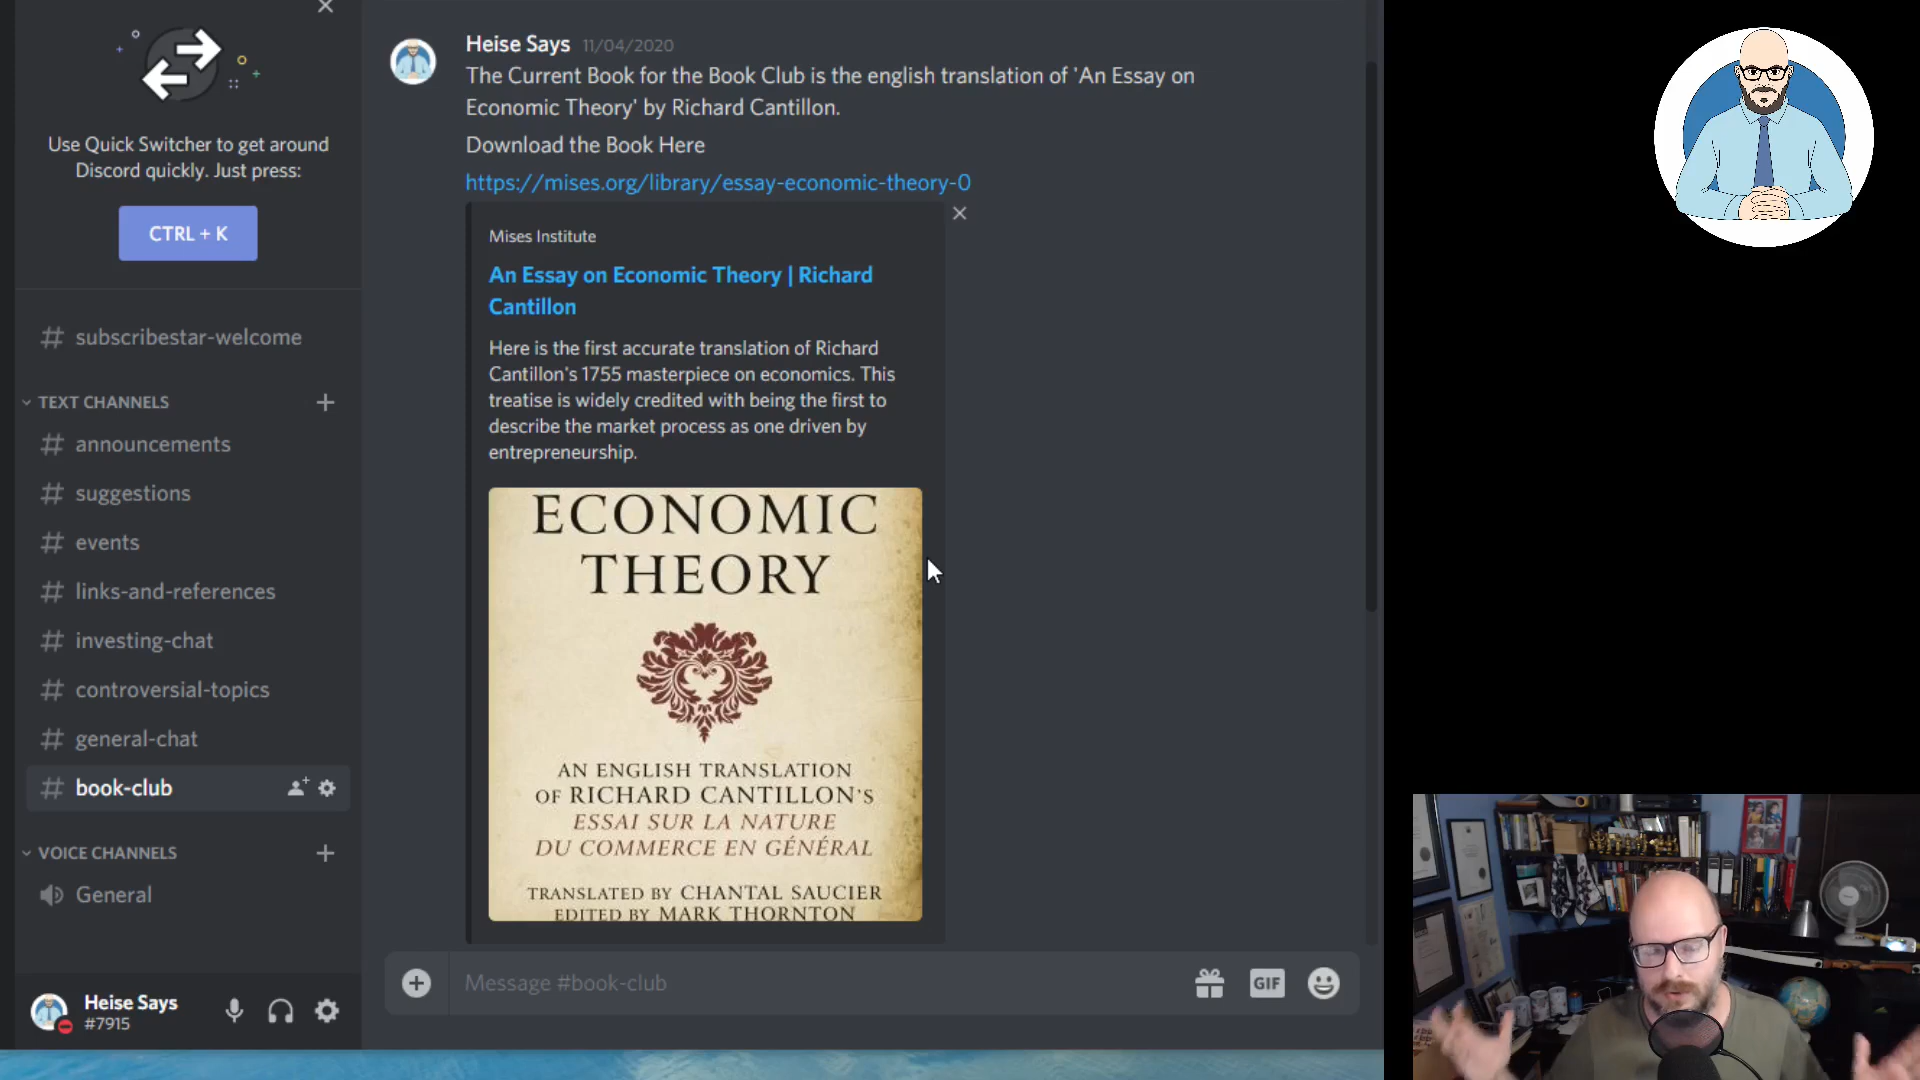 Use Quick Switcher to get around
Discord quickly. Just press:
CTRL + K
# subscribestar-welcome
TEXT CHANNELS
# announcements
# suggestions
# events
# links-and-references
# investing-chat
# controversial-topics
# general-chat
# book-club
VOICE CHANNELS
General
Heise Says
#7915
Heise Says 11/04/2020
The Current Book for the Book Club is the english translation of 'An Essay on
Economic Theory' by Richard Cantillon.
Download the Book Here
https://mises.org/library/essay-economic-theory-0
Mises Institute
An Essay on Economic Theory | Richard
Cantillon
Here is the first accurate translation of Richard
Cantillon's 1755 masterpiece on economics. This
treatise is widely credited with being the first to
describe the market process as one driven by
entrepreneurship.
ECONOMIC
THEORY
AN ENGLISH TRANSLATION
OF RICHARD CANTILLON'S
ESSAI SUR LA NATURE
DU COMMERCE EN GÉNÉRAL
TRANSLATED BY CHANTAL SAUCIER
EDITED BY MARK THORNTON
Message #book-club
GIF